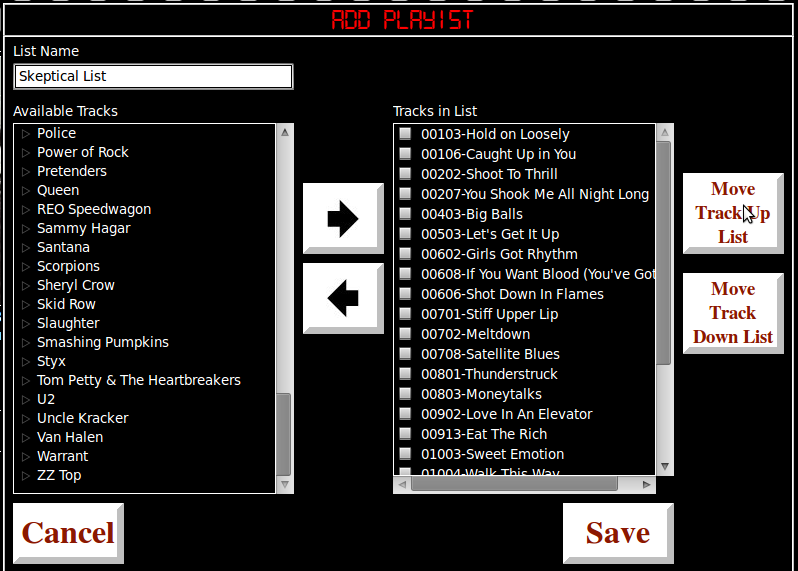 ADD PLAYIST
List Name
Skeptical List
Available Tracks
Police
Power of Rock
Pretenders
Queen
REO Speedwagon
Sammy Hagar
Santana
Scorpions
Sheryl Crow
Skid Row
Slaughter
Smashing Pumpkins
Styx
Tom Petty & The Heartbreakers
U2
Uncle Kracker
Van Halen
Warrant
ZZ Top
Tracks in List
00103-Hold on Loosely
00106-Caught Up in You
00202-Shoot To Thrill
00207-You Shook Me All Night Long
00403-Big Balls
00503-Let's Get It Up
00602-Girls Got Rhythm
00608-If You Want Blood (You've Got
00606-Shot Down In Flames
00701-Stiff Upper Lip
00702-Meltdown
00708-Satellite Blues
00801-Thunderstruck
00803-Moneytalks
00902-Love In An Elevator
00913-Eat The Rich
01003-Sweet Emotion
01004-Walk This Way
Move
Track Up
List
Move
Track
Down List
Cancel
Save